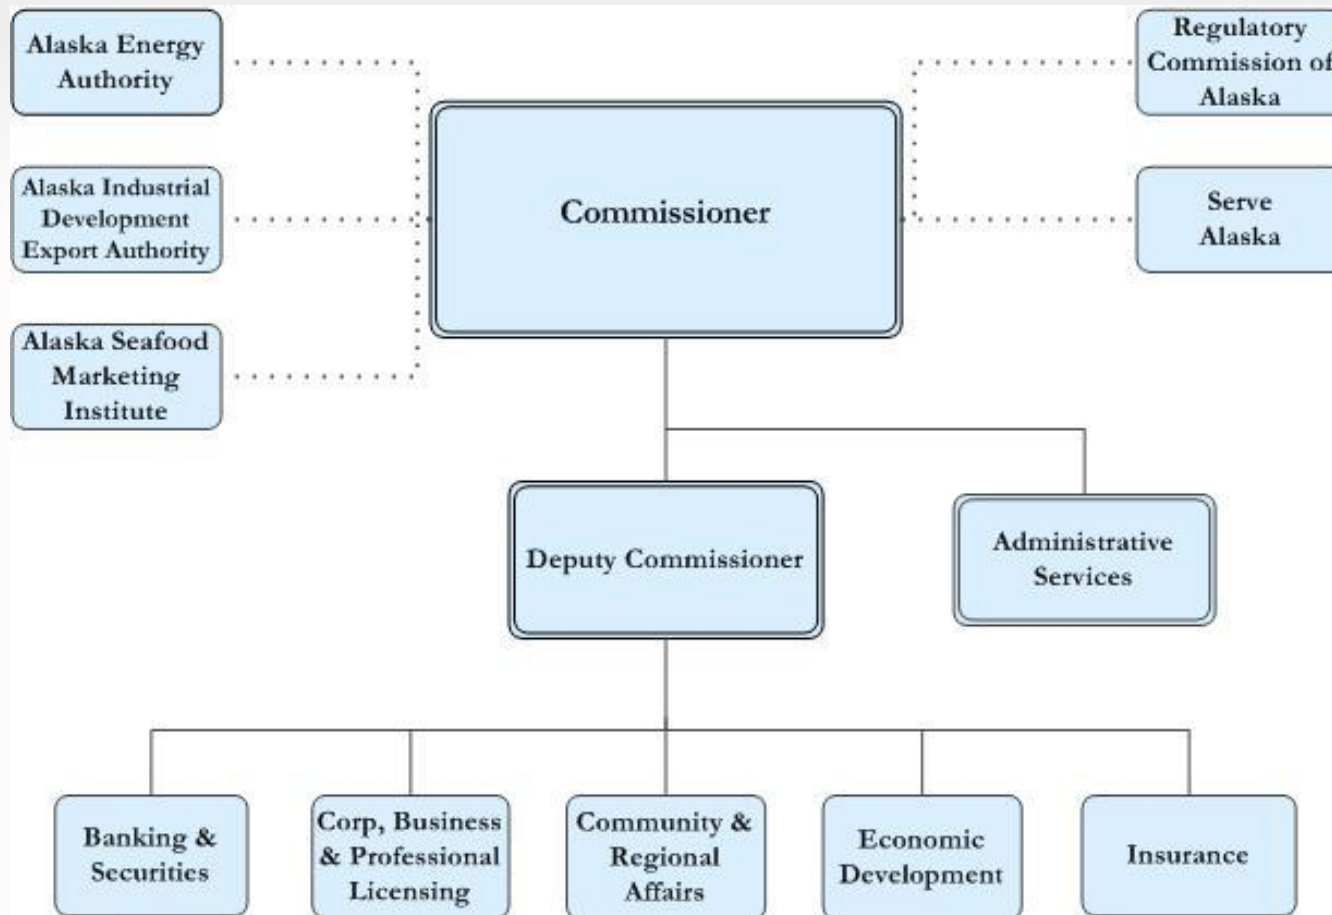 Alaska Energy
Authority
Regulatory
Commission of
Alaska
Commissioner
Alaska Industrial
Development
Export Authority
Serve
Alaska
Alaska Seafood
Marketing
Institute
Deputy Commissioner
Administrative
Services
Banking &
Securities
Corp, Business
& Professional
Licensing
Community &
Regional
Affairs
Economic
Development
Insurance